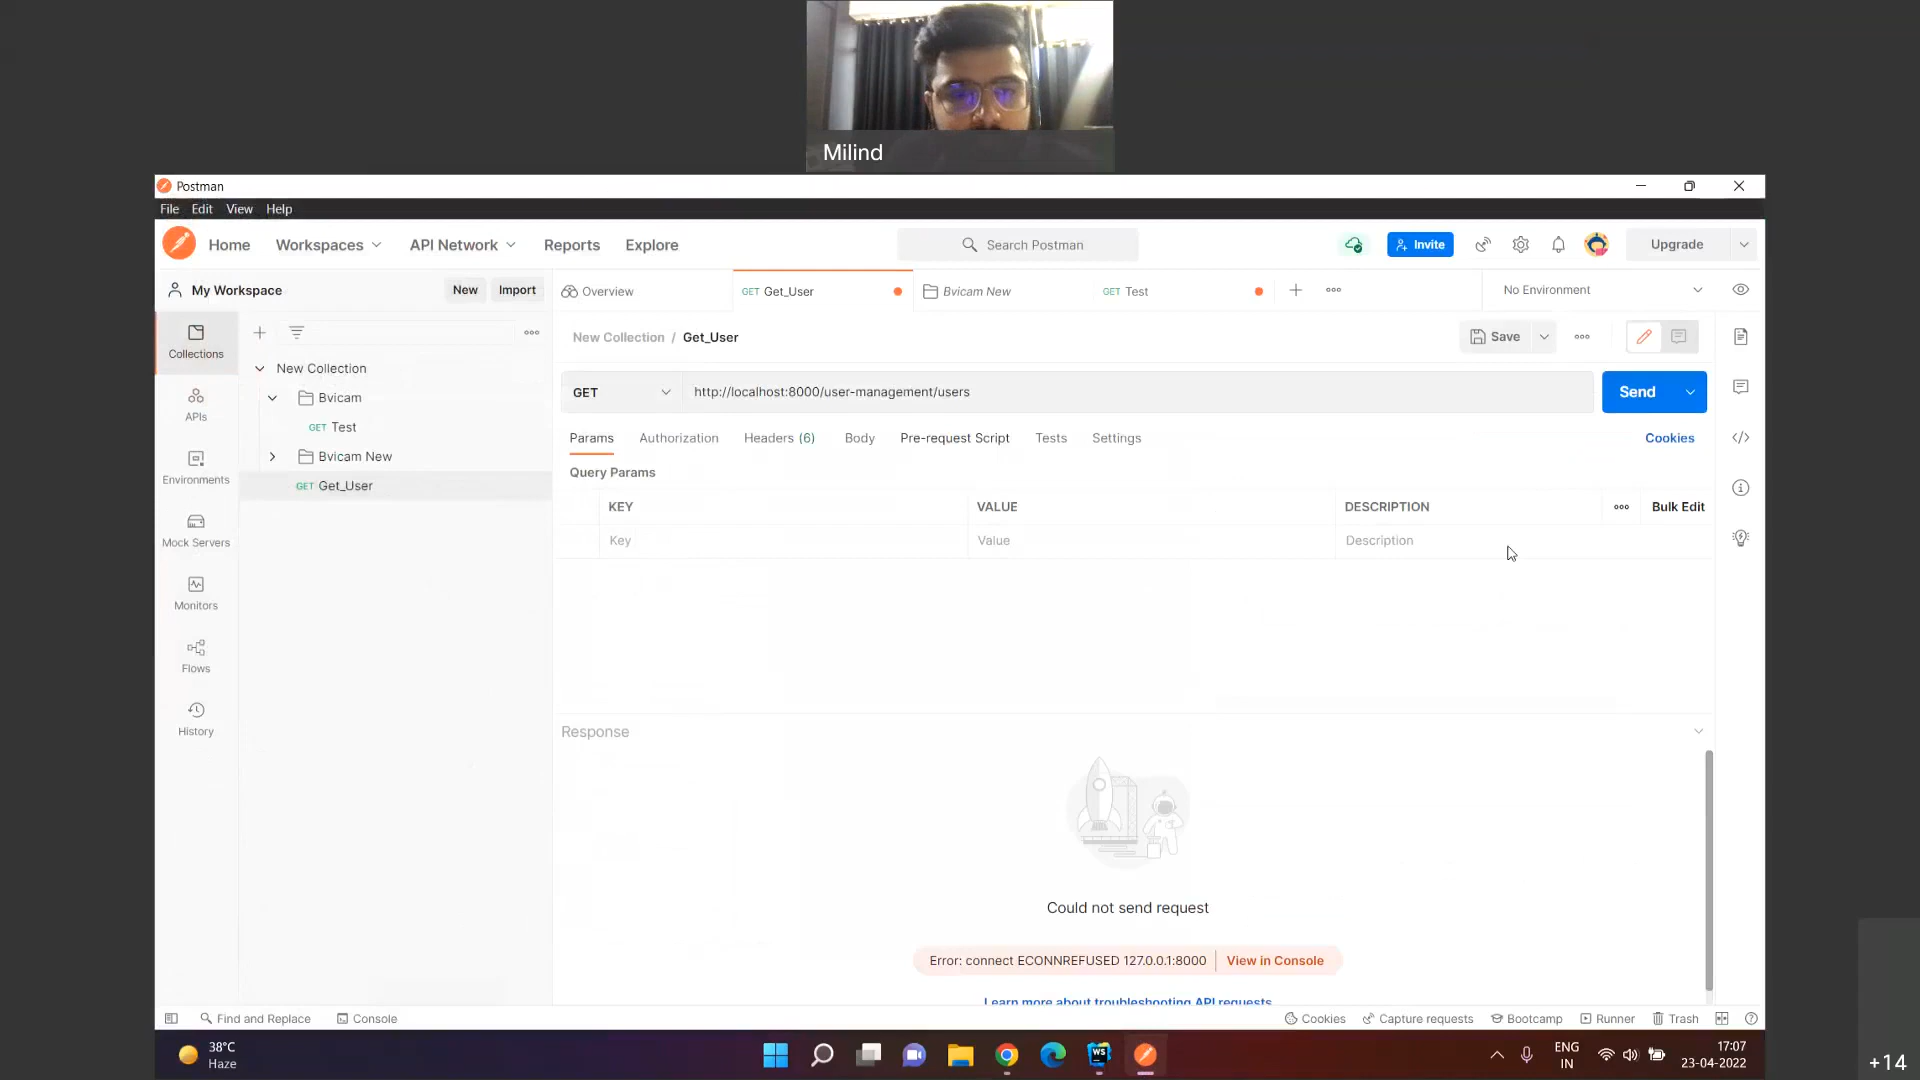 Milind
Postman
File Edit View Help
Home Workspaces API Network Reports Explore
Search Postman
Invite
Upgrade
My Workspace
New Import
Overview
GET Get_User
Bvicam New
GET Test
No Environment
Collections
APIs
Environments
Mock Servers
Monitors
Flows
History
New Collection
Bvicam
GET Test
Bvicam New
GET Get_User
New Collection / Get_User
Save
GET http://localhost:8000/user-management/users
Send
Params Authorization Headers (6) Body Pre-request Script Tests Settings
Cookies
Query Params
KEY VALUE DESCRIPTION
Bulk Edit
Key Value Description
Response
Could not send request
Error: connect ECONNREFUSED 127.0.0.1:8000 View in Console
Learn more about troubleshooting API requests
Find and Replace Console
Cookies Capture requests Bootcamp Runner Trash
38°C
Haze
WS
ENG
IN
17:07
23-04-2022
+14